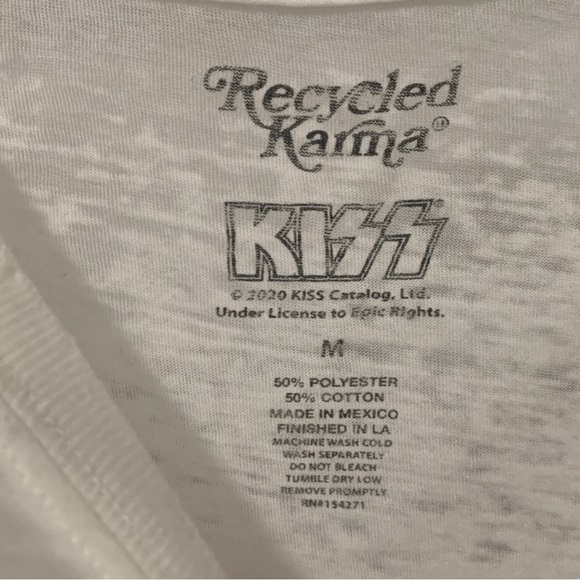 Recycled
Karma®
KISS®
© 2020 KISS Catalog, Ltd.
Under License to Epic Rights.
M
50% POLYESTER
50% COTTON
MADE IN MEXICO
FINISHED IN LA
MACHINE WASH COLD
WASH SEPARATELY
DO NOT BLEACH
TUMBLE DRY LOW
REMOVE PROMPTLY
RN#154271